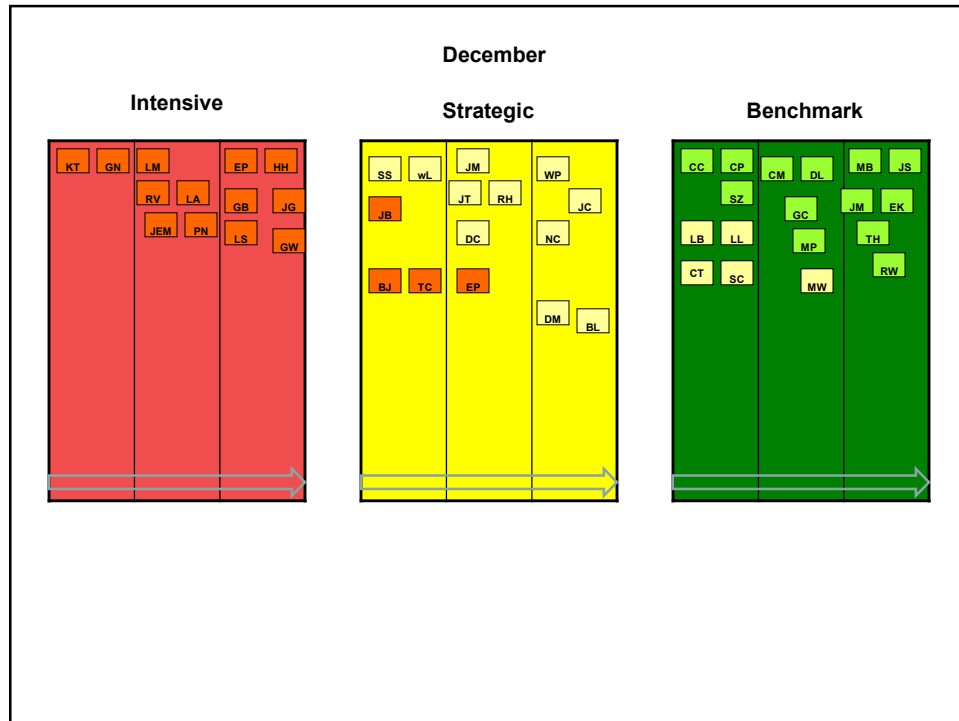 December
Intensive
Strategic
Benchmark
KT GN LM EP HH
RV LA GB JG
JEM PN LS GW
SS wL JM WP
JB JT RH JC
DC NC
BJ TC EP
DM BL
CC CP CM DL MB JS
SZ GC JM EK
LB LL MP TH
CT SC MW RW